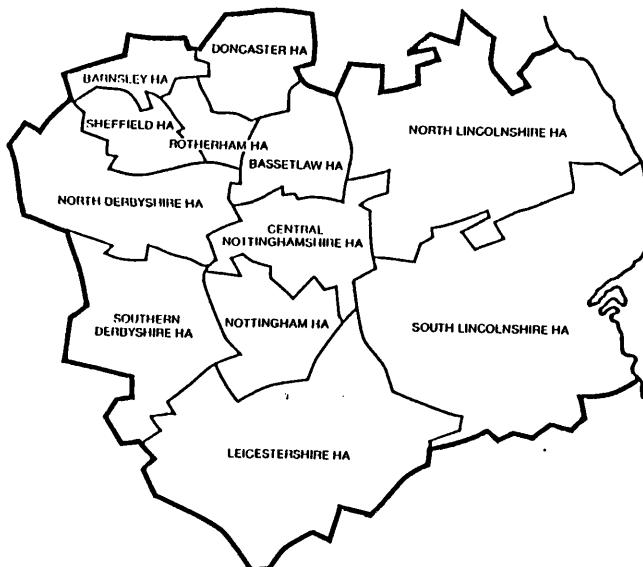 DONCASTER HA
BARNSLEY HA
SHEFFIELD HA
ROTHERHAM HA
BASSETLAW HA
NORTH LINCOLNSHIRE HA
NORTH DERBYSHIRE HA
CENTRAL
NOTTINGHAMSHIRE HA
SOUTHERN
DERBYSHIRE HA
NOTTINGHAM HA
SOUTH LINCOLNSHIRE HA
LEICESTERSHIRE HA